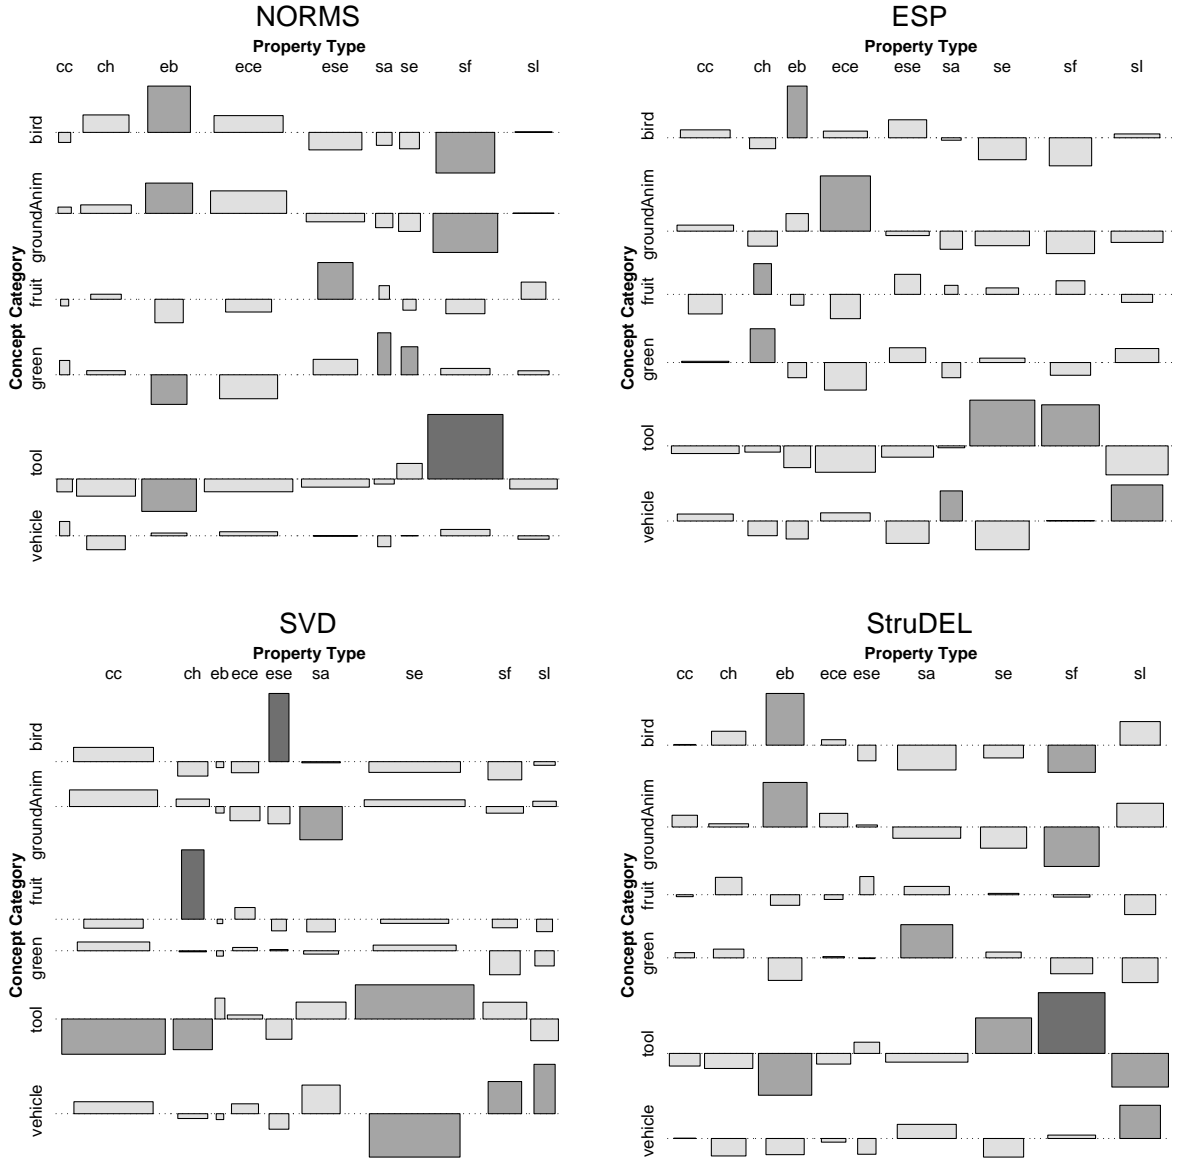 NORMS
Property Type
cc ch eb ece ese sa se sf sl
Concept Category
bird
groundAnim
fruit
green
tool
vehicle
ESP
Property Type
cc ch eb ece ese sa se sf sl
Concept Category
bird
groundAnim
fruit
green
tool
vehicle
SVD
Property Type
cc ch eb ece ese sa se sf sl
Concept Category
bird
groundAnim
fruit
green
tool
vehicle
StruDEL
Property Type
cc ch eb ece ese sa se sf sl
Concept Category
bird
groundAnim
fruit
green
tool
vehicle